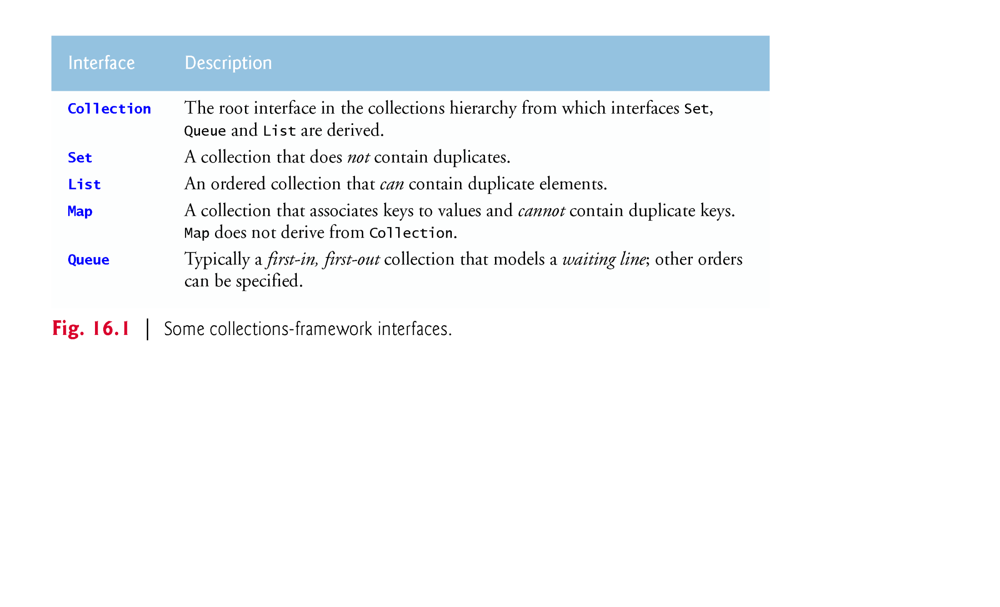 Interface Description
Collection The root interface in the collections hierarchy from which interfaces Set,
Queue and List are derived.
Set A collection that does not contain duplicates.
List An ordered collection that can contain duplicate elements.
Map A collection that associates keys to values and cannot contain duplicate keys.
Map does not derive from Collection.
Queue Typically a first-in, first-out collection that models a waiting line; other orders
can be specified.
Fig. 16.1 | Some collections-framework interfaces.